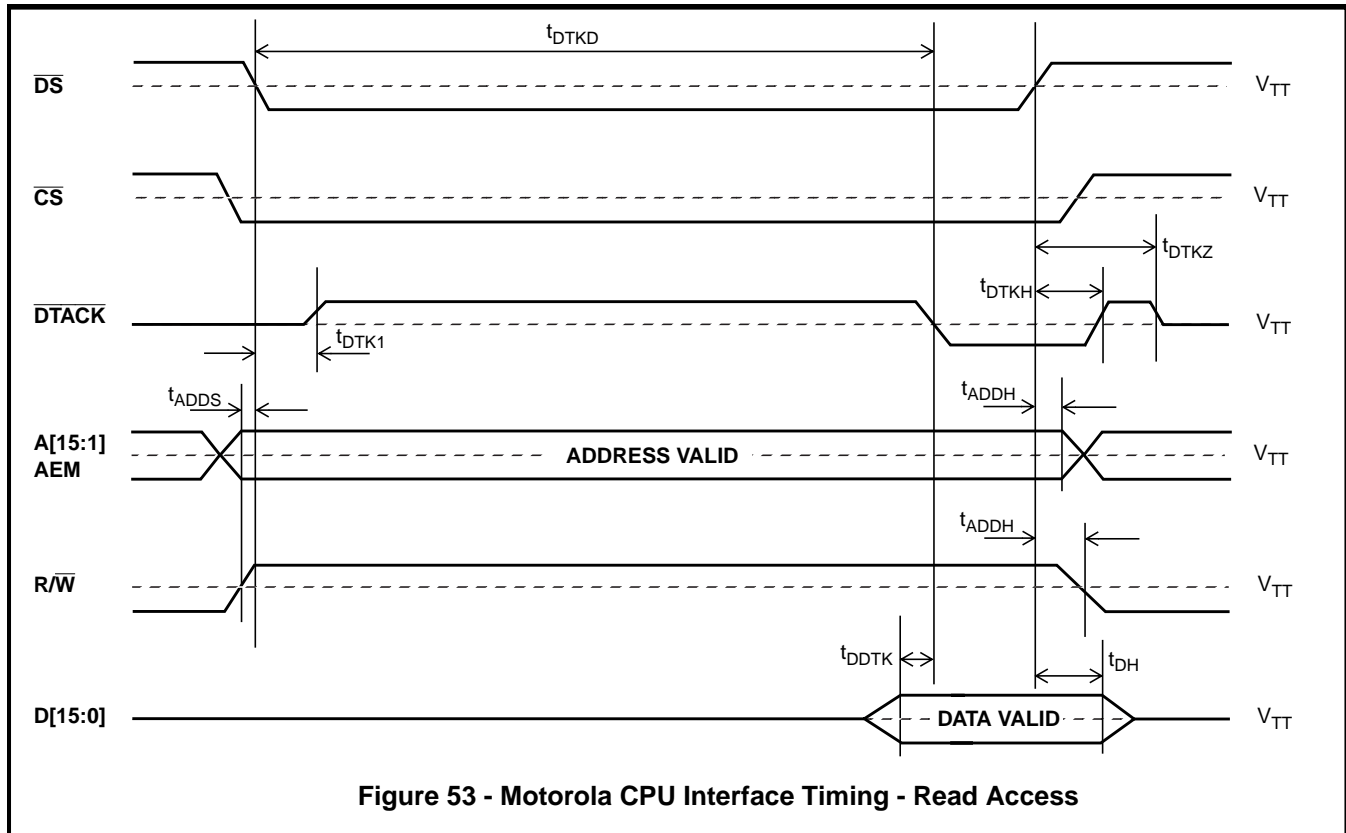 tDTKD
DS VTT
CS VTT
tDTKZ
tDTKH
DTACK VTT
tDTK1
tADDS tADDH
A[15:1]
AEM ADDRESS VALID VTT
tADDH
R/W VTT
tDDTK tDH
D[15:0] DATA VALID VTT
Figure 53 - Motorola CPU Interface Timing - Read Access